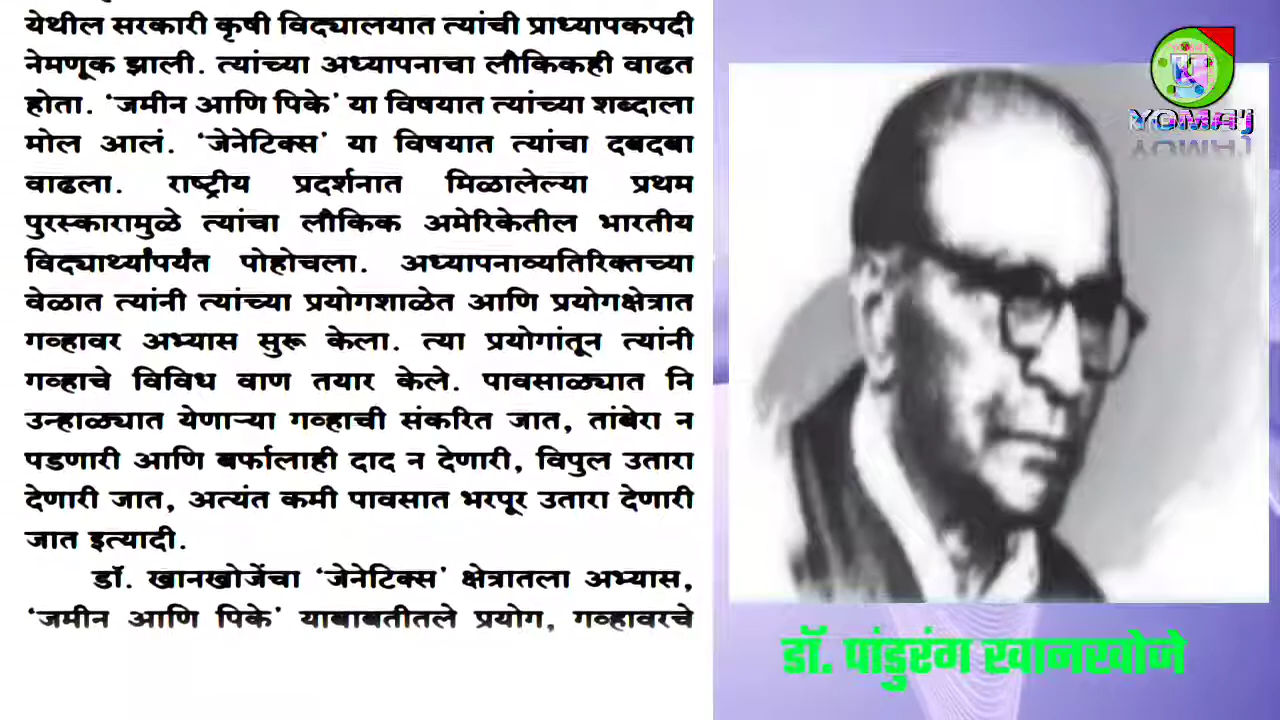 येथील सरकारी कृषी विद्यालयात त्यांची प्राध्यापकपदी
नेमणूक झाली. त्यांच्या अध्यापनाचा लौकिकही वाढत
होता. ‘जमीन आणि पिके’ या विषयात त्यांच्या शब्दाला
मोल आलं. ‘जेनेटिक्स’ या विषयात त्यांचा दबदबा
वाढला. राष्ट्रीय प्रदर्शनात मिळालेल्या प्रथम
पुरस्कारामुळे त्यांचा लौकिक अमेरिकेतील भारतीय
विद्यार्थ्यांपर्यंत पोहोचला. अध्यापनाव्यतिरिक्तच्या
वेळात त्यांनी त्यांच्या प्रयोगशाळेत आणि प्रयोगक्षेत्रात
गव्हावर अभ्यास सुरू केला. त्या प्रयोगांतून त्यांनी
गव्हाचे विविध वाण तयार केले. पावसाळ्यात नि
उन्हाळ्यात येणाऱ्या गव्हाची संकरित जात, तांबेरा न
पडणारी आणि बर्फालाही दाद न देणारी, विपुल उतारा
देणारी जात, अत्यंत कमी पावसात भरपूर उतारा देणारी
जात इत्यादी.
डॉ. खानखोजेंचा ‘जेनेटिक्स’ क्षेत्रातला अभ्यास,
‘जमीन आणि पिके’ याबाबतीतले प्रयोग, गव्हावरचे
डॉ. पांडुरंग खानखोजे